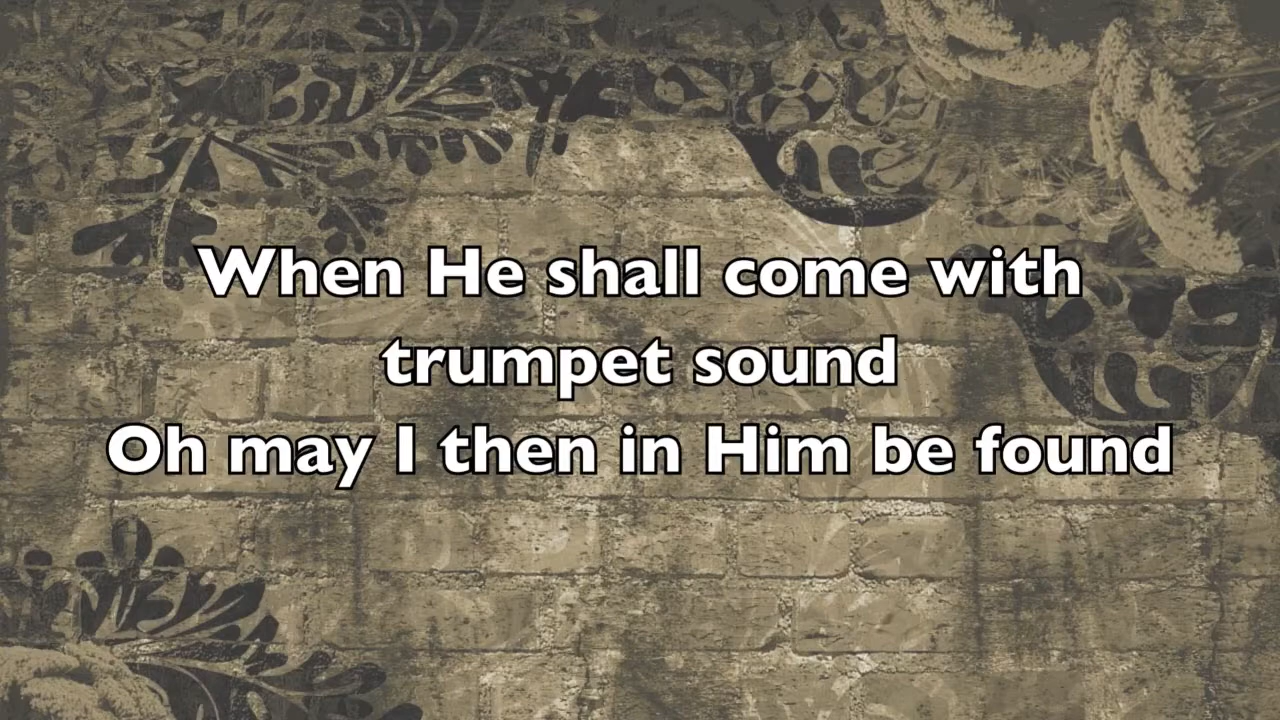 When He shall come with
trumpet sound
Oh may I then in Him be found